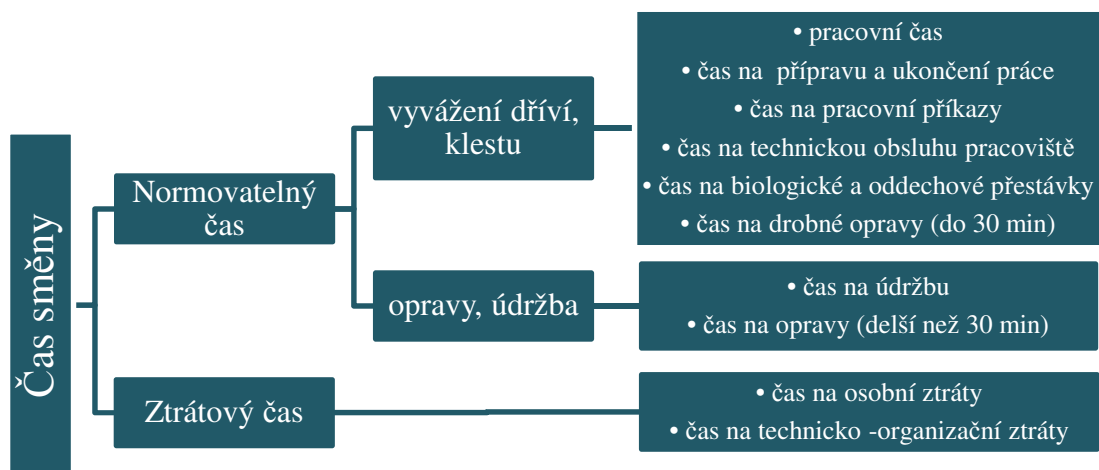 Čas směny
Normovatelný
čas
vyvážení dříví,
klestu
• pracovní čas
• čas na přípravu a ukončení práce
• čas na pracovní příkazy
• čas na technickou obsluhu pracoviště
• čas na biologické a oddechové přestávky
• čas na drobné opravy (do 30 min)
opravy, údržba
• čas na údržbu
• čas na opravy (delší než 30 min)
Ztrátový čas
• čas na osobní ztráty
• čas na technicko -organizační ztráty